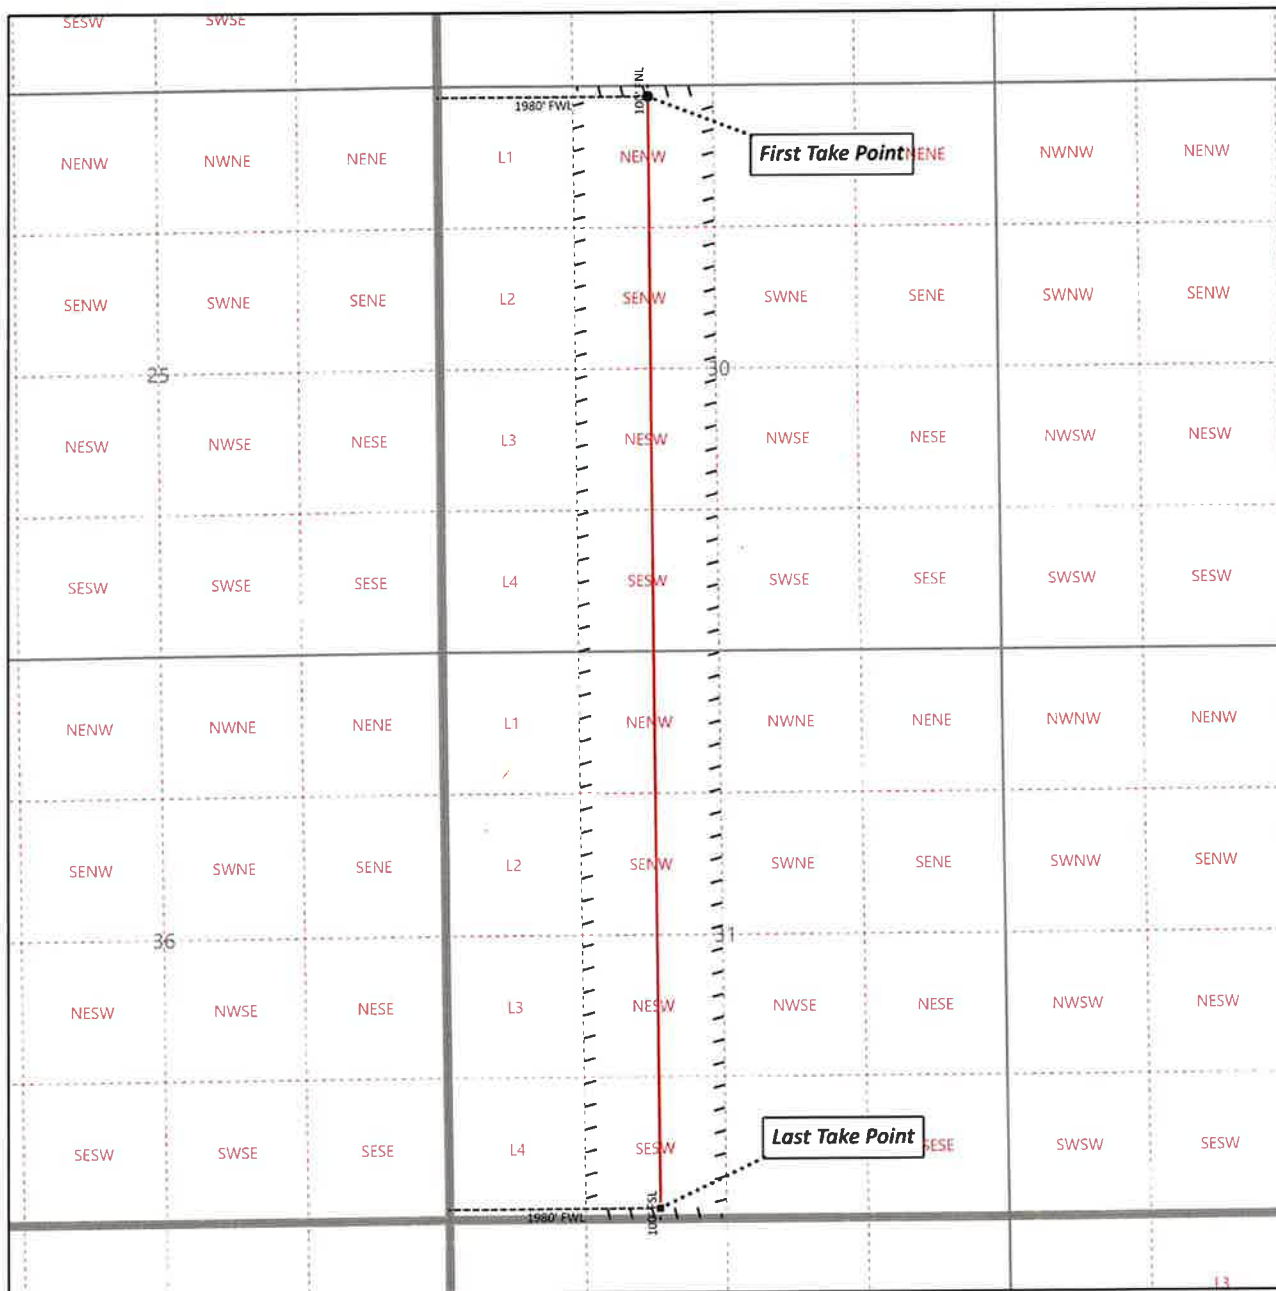 SESW SWSE
100' FNL
1980' FWL
First Take Point
NENW NWNE NENE L1 NENW NENE NWNW NENW
SENW SWNE SENE L2 SENW SWNE SENE SWNW SENW
25 30
NESW NWSE NESE L3 NESW NWSE NESE NWSW NESW
SESW SWSE SESE L4 SESW SWSE SESE SWSW SESW
NENW NWNE NENE L1 NENW NWNE NENE NWNW NENW
SENW SWNE SENE L2 SENW SWNE SENE SWNW SENW
36 31
NESW NWSE NESE L3 NESW NWSE NESE NWSW NESW
Last Take Point
SESW SWSE SESE L4 SESW SESE SWSW SESW
100' FSL
1980' FWL
L3